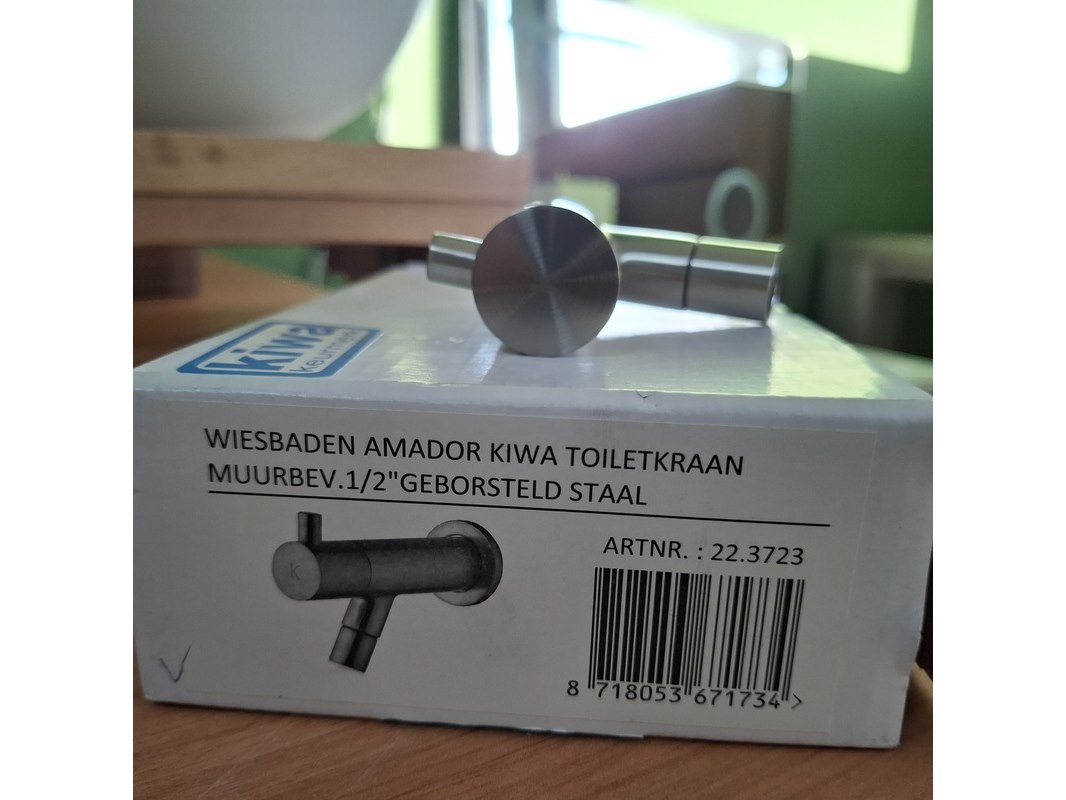 kiwa
keurmerk
WIESBADEN AMADOR KIWA TOILETKRAAN
MUURBEV.1/2"GEBORSTELD STAAL
k
ARTNR. : 22.3723
8 718053 671734 >